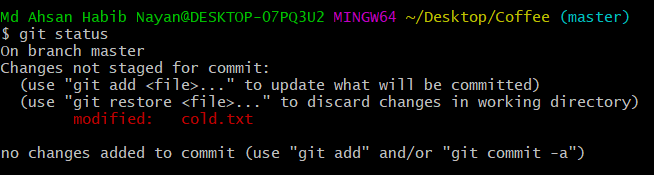 Md Ahsan Habib Nayan@DESKTOP-07PQ3U2 MINGW64 ~/Desktop/Coffee (master)
$ git status
On branch master
Changes not staged for commit:
  (use "git add <file>..." to update what will be committed)
  (use "git restore <file>..." to discard changes in working directory)
        modified:   cold.txt

no changes added to commit (use "git add" and/or "git commit -a")